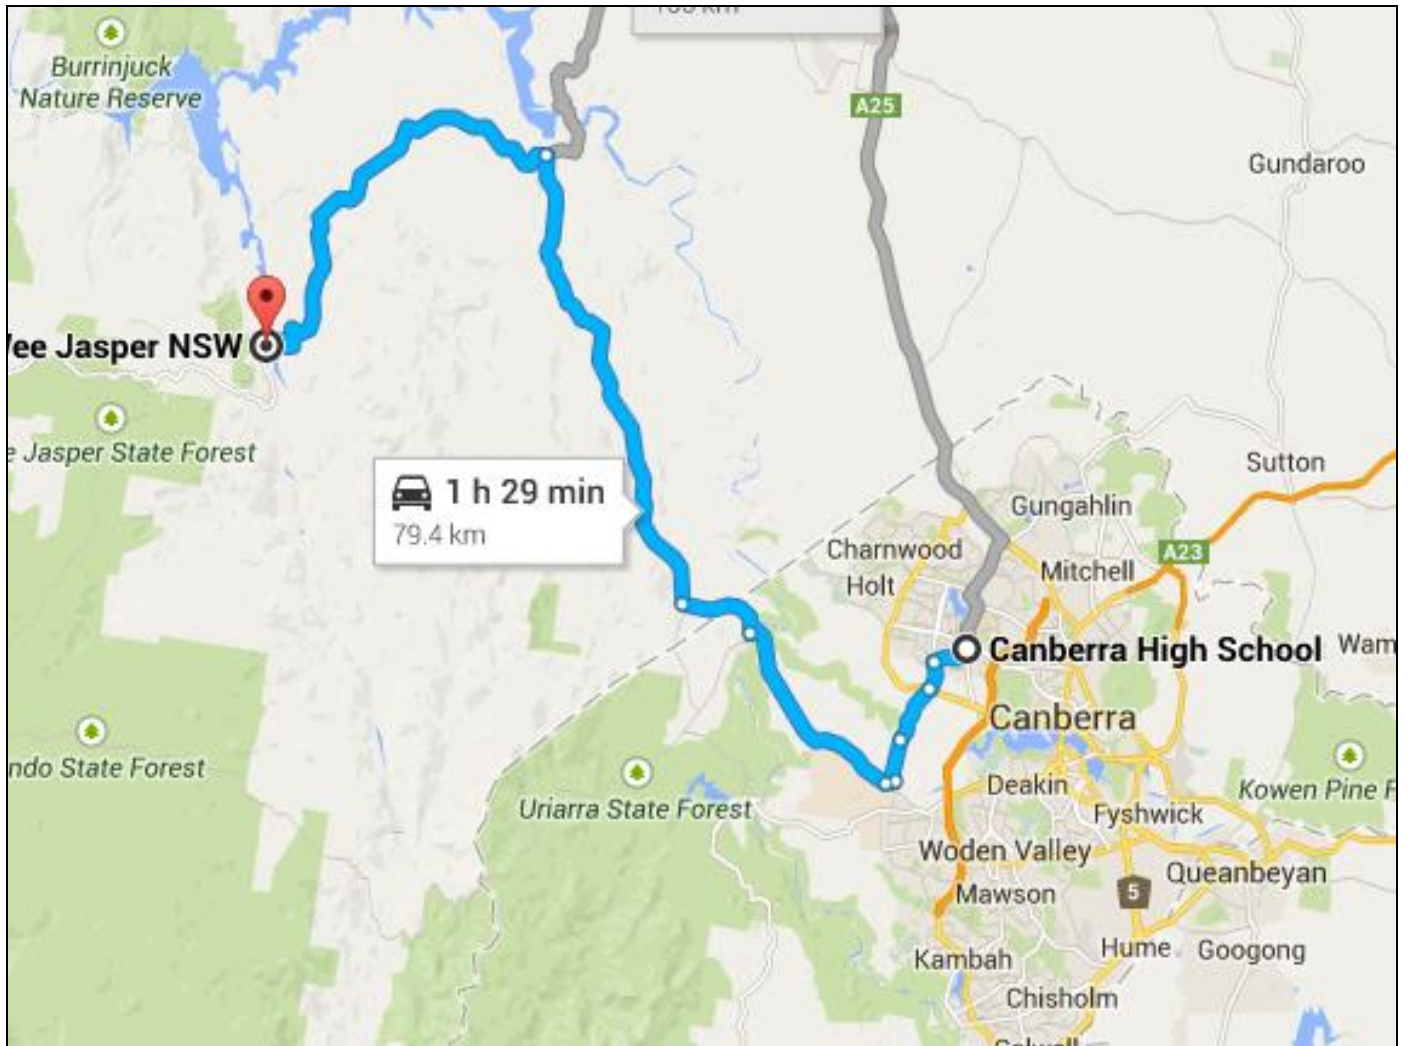 km
A25
Burrinjuck
Nature Reserve
Gundaroo
Jasper NSW
Jasper State Forest
1 h 29 min
79.4 km
Sutton
Gungahlin
A23
Charnwood
Holt
Mitchell
Canberra High School
Canberra
State Forest
Uriarra State Forest
Deakin
Kowen Pine
Fyshwick
Woden Valley
Queanbeyan
Mawson
5
Hume
Googong
Kambah
Chisholm